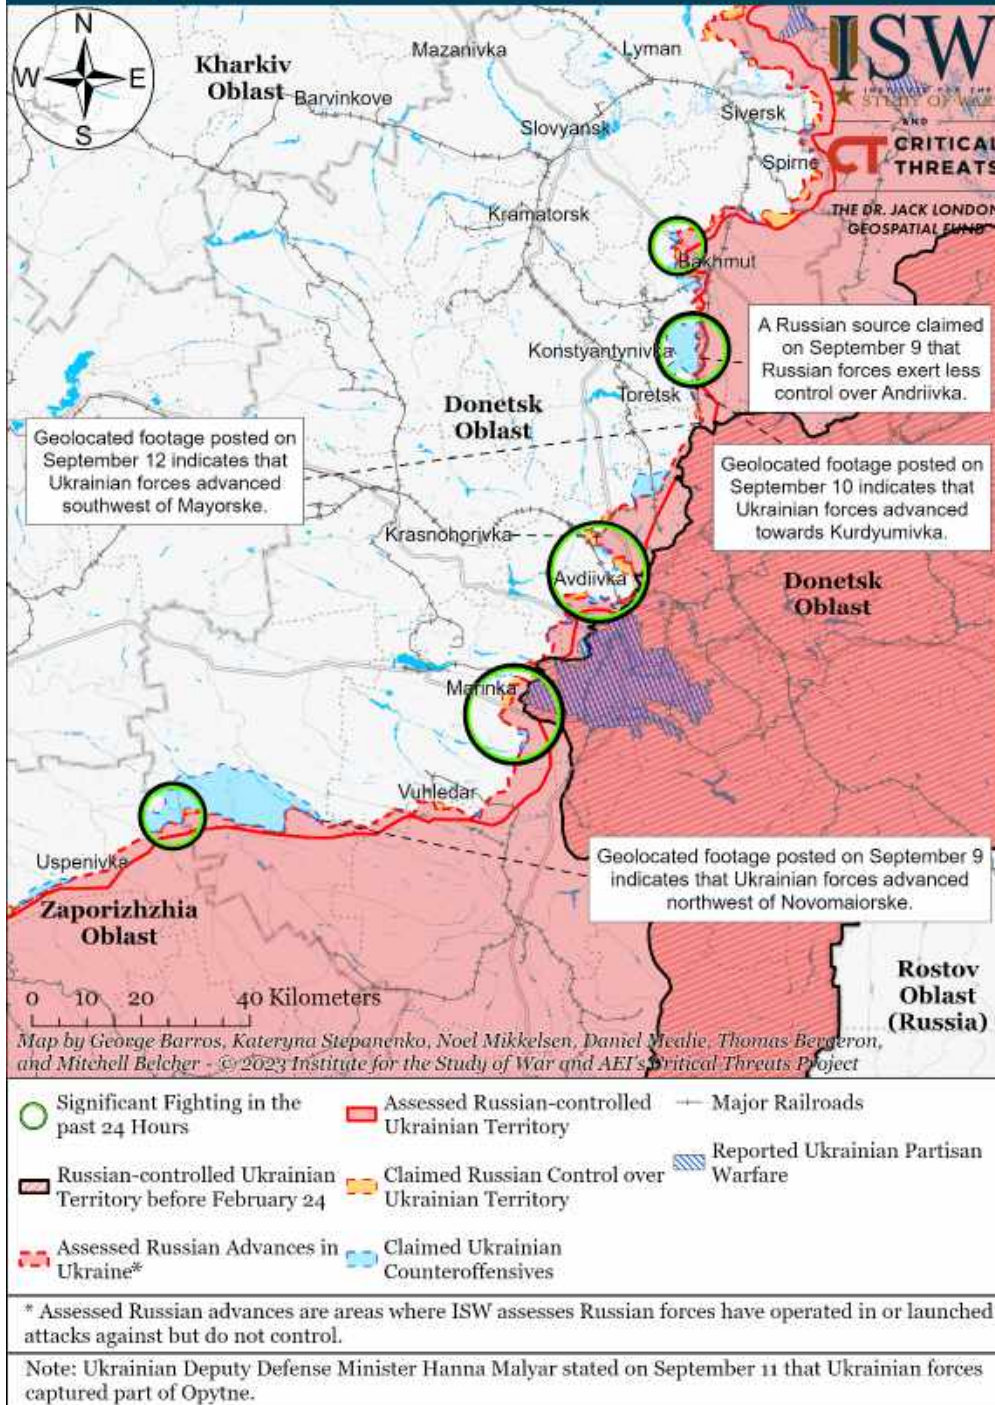 N
W
E
S
Kharkiv
Oblast
Mazanivka
Lyman
Barvinkove
Slovyansk
Siversk
Spirne
Kramatorsk
Bakhmut
ISW
INSTITUTE FOR THE
STUDY OF WAR
AND
CT CRITICAL
THREATS
THE DR. JACK LONDON
GEOSPATIAL FUND
A Russian source claimed
on September 9 that
Russian forces exert less
control over Andriivka.
Konstyantynivka
Toretsk
Donetsk
Oblast
Geolocated footage posted on
September 12 indicates that
Ukrainian forces advanced
southwest of Mayorske.
Geolocated footage posted on
September 10 indicates that
Ukrainian forces advanced
towards Kurdyumivka.
Krasnohorivka
Avdiivka
Donetsk
Oblast
Marinka
Vuhledar
Uspenivka
Geolocated footage posted on September 9
indicates that Ukrainian forces advanced
northwest of Novomaiorske.
Zaporizhzhia
Oblast
Rostov
Oblast
(Russia)
0 10 20 40 Kilometers
Map by George Barros, Kateryna Stepanenko, Noel Mikkelsen, Daniel Mealie, Thomas Bergeron,
and Mitchell Belcher - © 2023 Institute for the Study of War and AEI's Critical Threats Project
Significant Fighting in the
past 24 Hours
Russian-controlled Ukrainian
Territory before February 24
Assessed Russian Advances in
Ukraine*
Assessed Russian-controlled
Ukrainian Territory
Claimed Russian Control over
Ukrainian Territory
Claimed Ukrainian
Counteroffensives
Major Railroads
Reported Ukrainian Partisan
Warfare
* Assessed Russian advances are areas where ISW assesses Russian forces have operated in or launched
attacks against but do not control.
Note: Ukrainian Deputy Defense Minister Hanna Malyar stated on September 11 that Ukrainian forces
captured part of Opytne.